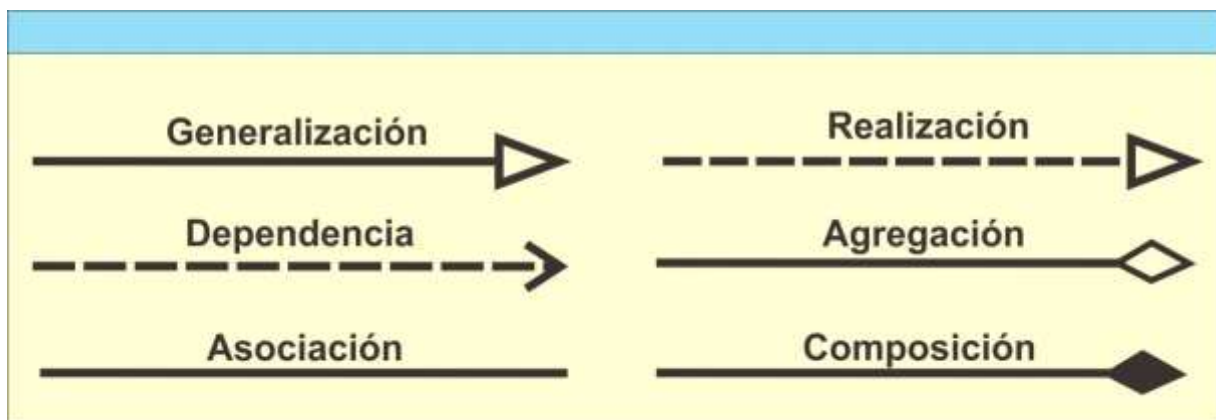 Generalización
Realización
Dependencia
Agregación
Asociación
Composición